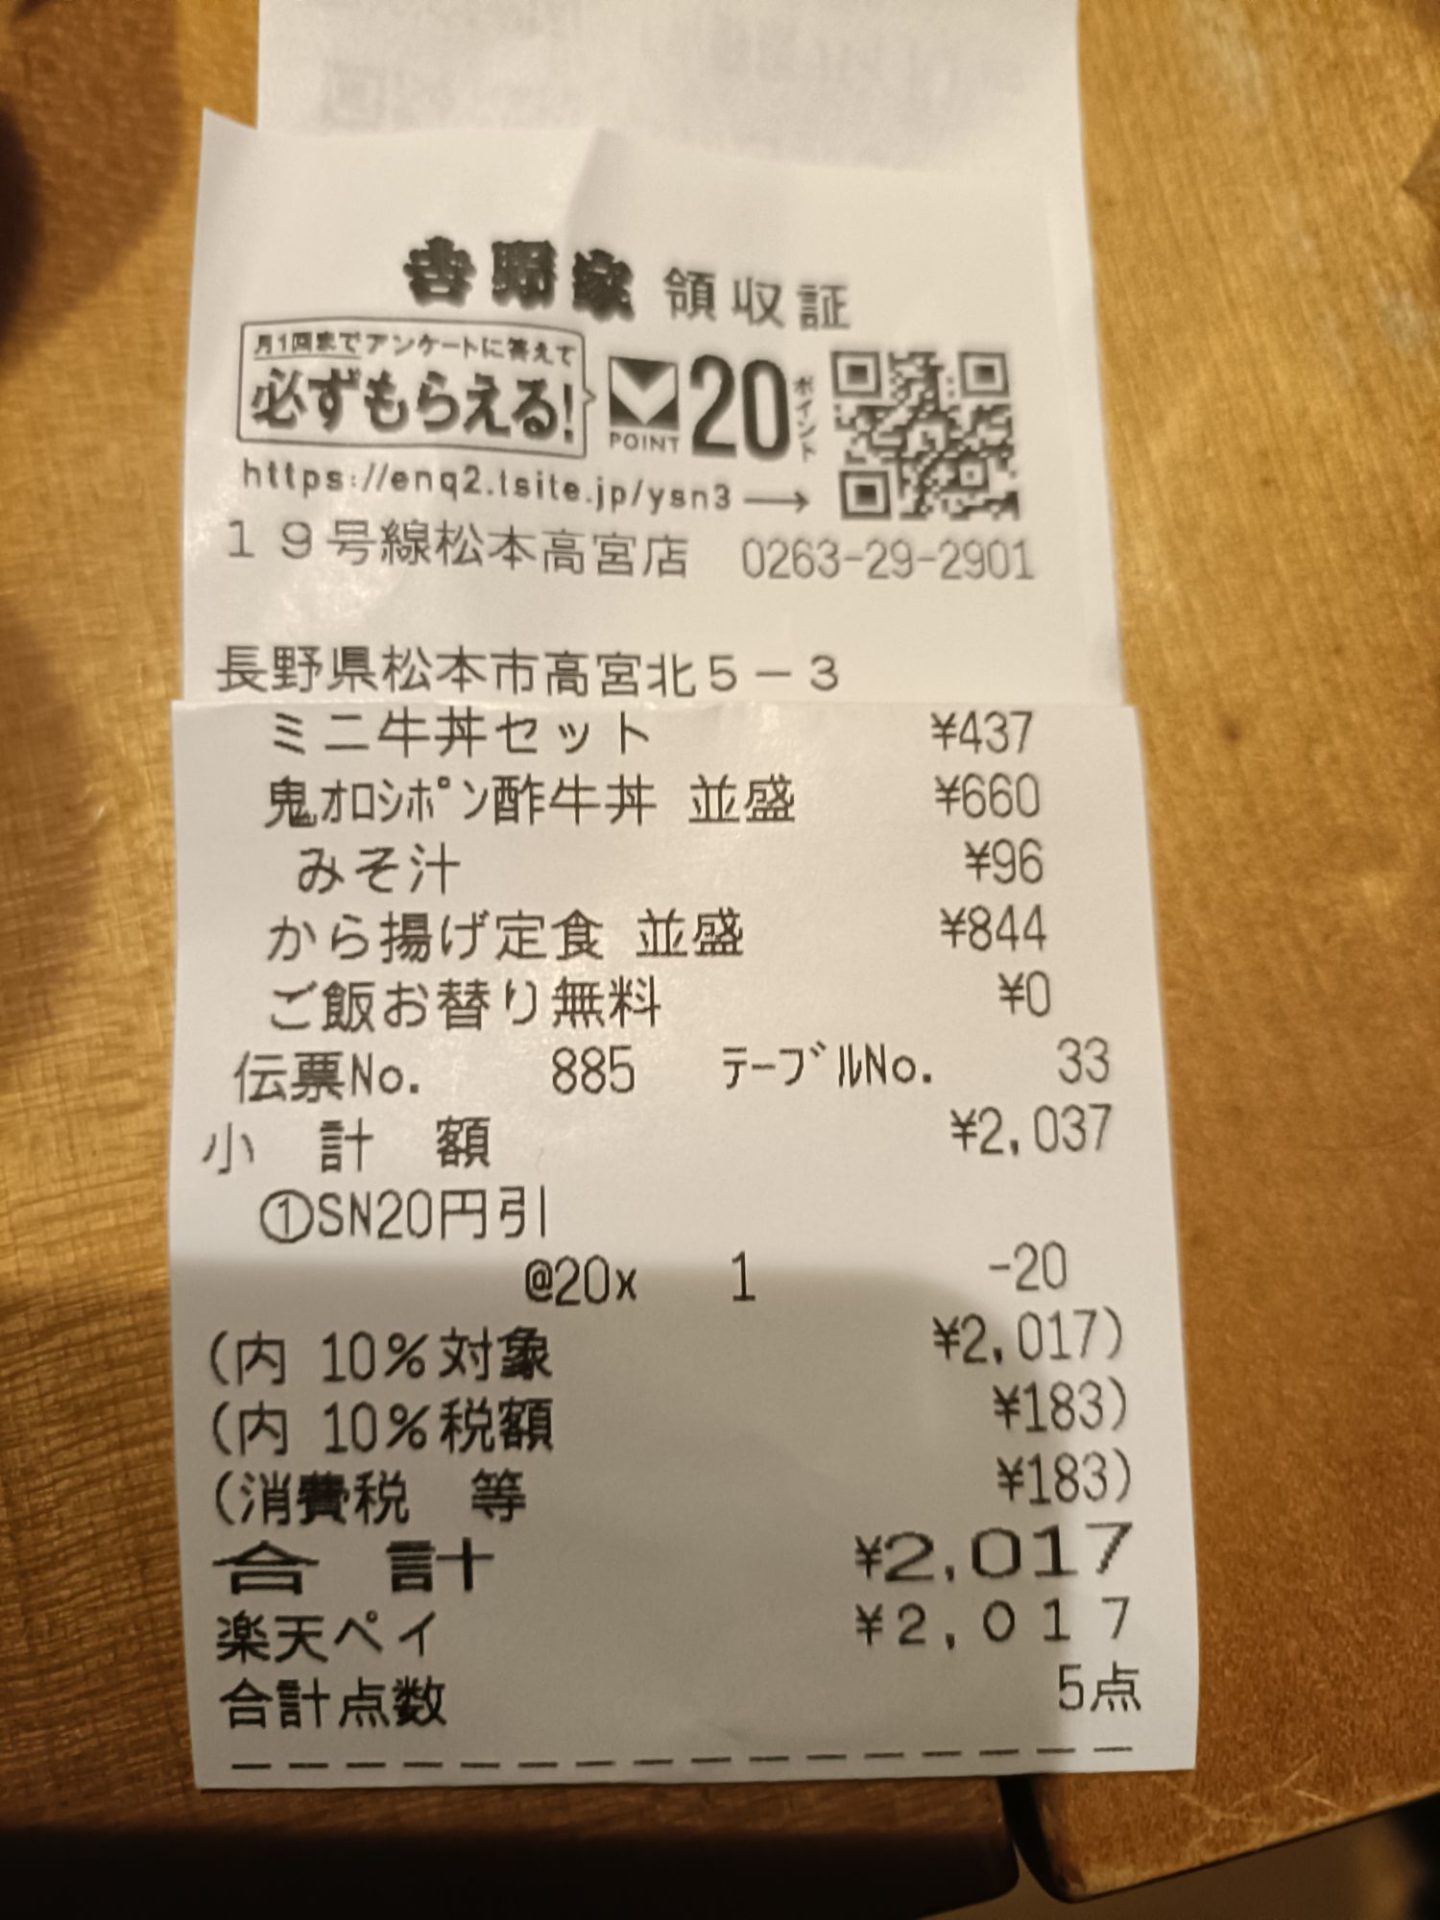 吉野家 領収証
月1回までアンケートに答えて
必ずもらえる!
POINT
20ポイント
https://enq2.tsite.jp/ysn3→
19号線松本高宮店 0263-29-2901
長野県松本市高宮北5-3
ミニ牛丼セット ¥437
鬼オロシポン酢牛丼 並盛 ¥660
みそ汁 ¥96
から揚げ定食 並盛 ¥844
ご飯お替り無料 ¥0
伝票No. 885 テーブルNo. 33
小 計 額 ¥2,037
①SN20円引
@20x 1 -20
(内 10%対象 ¥2,017)
(内 10%税額 ¥183)
(消費税 等 ¥183)
合 計 ¥2,017
楽天ペイ ¥2,017
合計点数 5点